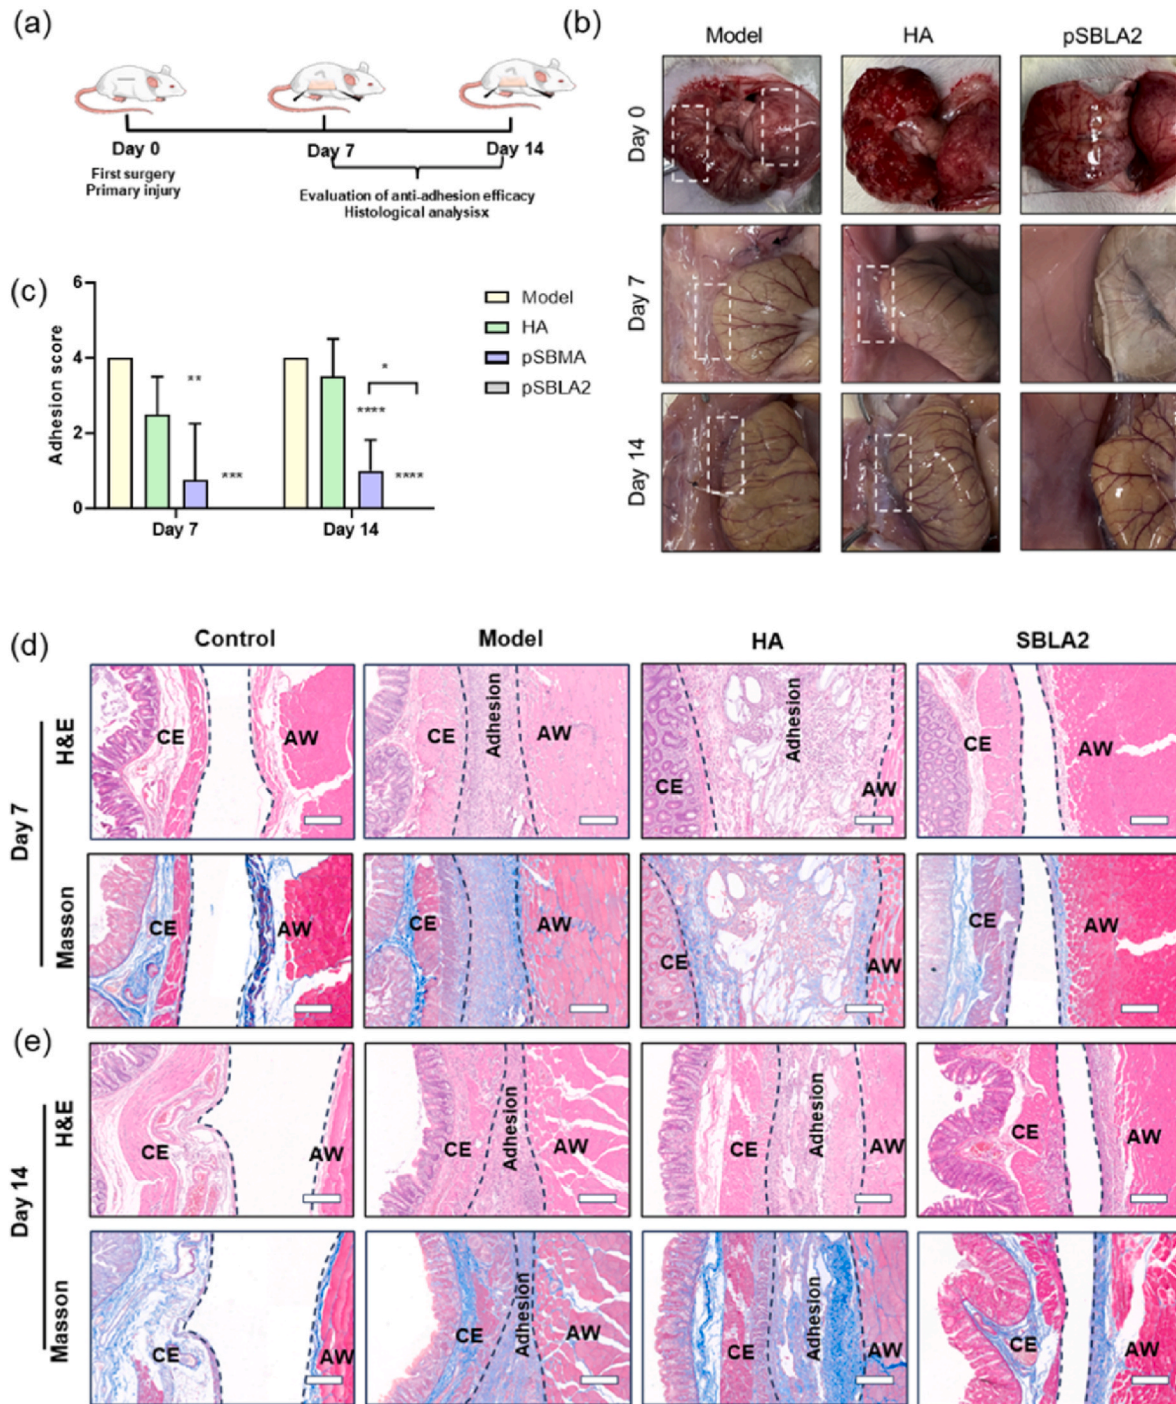 (a)
Day 0
Day 7
Day 14
First surgery
Primary injury
Evaluation of anti-adhesion efficacy
Histological analysisx
(b)
Model
HA
pSBLA2
Day 0
Day 7
Day 14
(c)
Adhesion score
6
4
2
0
**
***
****
*
****
Day 7
Day 14
Model
HA
pSBMA
pSBLA2
(d)
Control
Model
HA
SBLA2
Day 7
H&E
CE
AW
CE
Adhesion
AW
CE
Adhesion
AW
CE
AW
Masson
CE
AW
CE
AW
CE
AW
CE
AW
(e)
Day 14
H&E
CE
AW
CE
Adhesion
AW
CE
Adhesion
AW
CE
AW
Masson
CE
AW
CE
Adhesion
AW
CE
Adhesion
AW
CE
AW